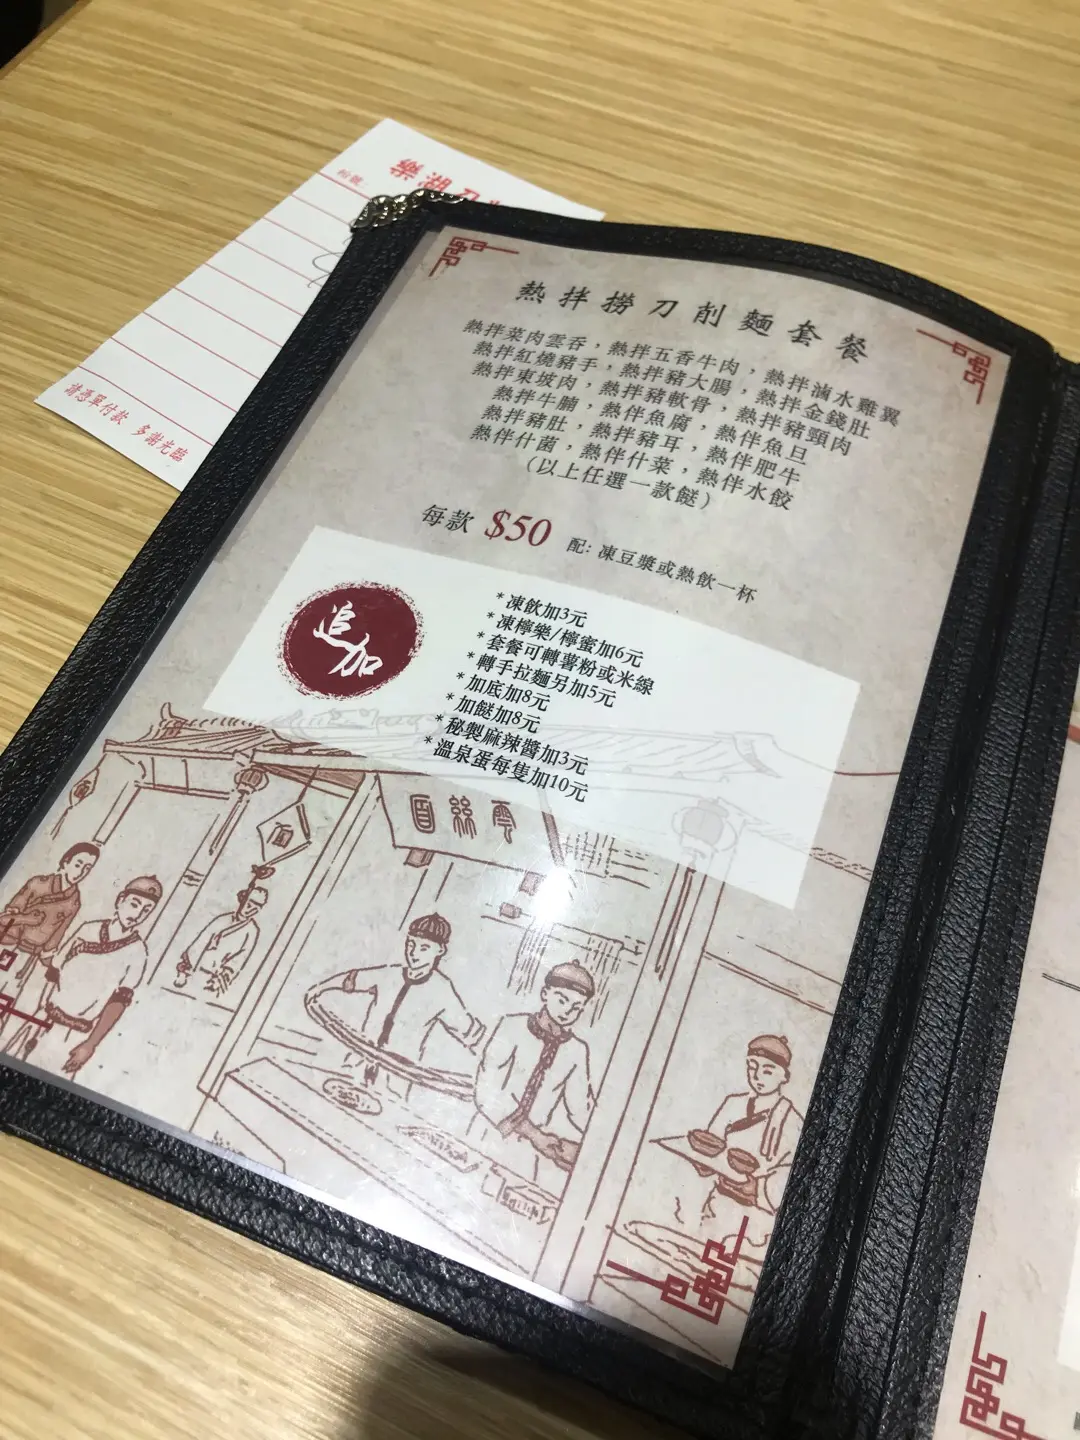 粉號
請憑單付款 多謝光臨
熱拌撈刀削麵套餐
熱拌菜肉雲吞，熱拌五香牛肉，熱拌滷水雞翼
熱拌紅燒豬手，熱拌豬大腸，熱拌金錢肚
熱拌東坡肉，熱拌豬軟骨，熱拌豬頸肉
熱拌牛腩，熱伴魚腐，熱伴魚旦
熱拌豬肚，熱拌豬耳，熱伴肥牛
熱伴什菌，熱伴什菜，熱伴水餃
（以上任選一款餸）
每款 $50 配: 凍豆漿或熱飲一杯
追加
*凍飲加3元
*凍檸樂/檸蜜加6元
*套餐可轉薯粉或米線
*轉手拉麵另加5元
*加底加8元
*加餸加8元
*秘製麻辣醬加3元
*溫泉蛋每隻加10元
面絲雲
面